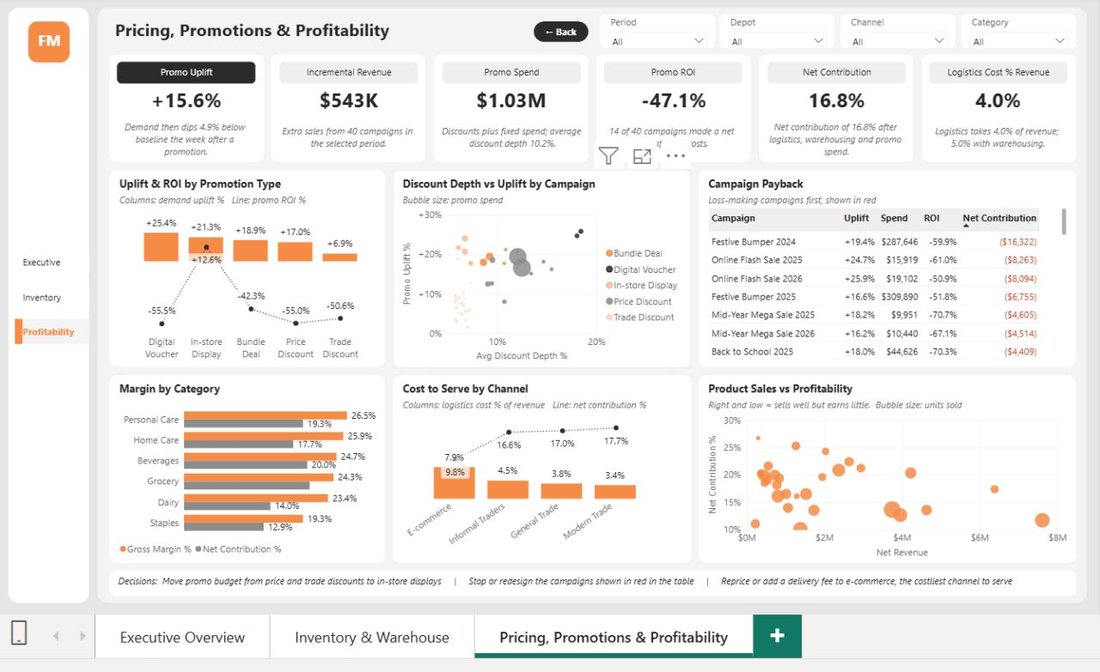 FM
Pricing, Promotions & Profitability
← Back
Period
All
Depot
All
Channel
All
Category
All
Promo Uplift
+15.6%
Demand then dips 4.9% below
baseline the week after a
promotion.
Incremental Revenue
$543K
Extra sales from 40 campaigns in
the selected period.
Promo Spend
$1.03M
Discounts plus fixed spend; average
discount depth 10.2%.
Promo ROI
-47.1%
14 of 40 campaigns made a net
Net Contribution
16.8%
Net contribution of 16.8% after
logistics, warehousing and promo
spend.
Logistics Cost % Revenue
4.0%
Logistics takes 4.0% of revenue;
5.0% with warehousing.
Executive
Inventory
Profitability
Uplift & ROI by Promotion Type
Columns: demand uplift %   Line: promo ROI %
+25.4%
+21.3%
+18.9%
+17.0%
+6.9%
+12.6%
-55.5%
-42.3%
-55.0%
-50.6%
Digital Voucher
In-store Display
Bundle Deal
Price Discount
Trade Discount
Discount Depth vs Uplift by Campaign
Bubble size: promo spend
Promo Uplift %
+30%
+20%
+10%
0%
10%
20%
Avg Discount Depth %
Bundle Deal
Digital Voucher
In-store Display
Price Discount
Trade Discount
Campaign Payback
Loss-making campaigns first, shown in red
Campaign Uplift Spend ROI Net Contribution
Festive Bumper 2024 +19.4% $287,646 -59.9% ($16,322)
Online Flash Sale 2025 +24.7% $15,919 -61.0% ($8,263)
Online Flash Sale 2026 +25.9% $19,102 -50.9% ($8,094)
Festive Bumper 2025 +16.6% $309,890 -51.8% ($6,755)
Mid-Year Mega Sale 2025 +18.2% $9,951 -70.7% ($4,605)
Mid-Year Mega Sale 2026 +16.2% $10,440 -67.1% ($4,514)
Back to School 2025 +18.0% $44,626 -70.3% ($4,409)
Margin by Category
Personal Care 26.5% 19.3%
Home Care 25.9% 17.7%
Beverages 24.7% 20.0%
Grocery 24.3%
Dairy 23.4% 14.0%
Staples 19.3% 12.9%
Gross Margin % Net Contribution %
Cost to Serve by Channel
Columns: logistics cost % of revenue   Line: net contribution %
7.9%
16.6%
17.0%
17.7%
9.8%
4.5%
3.8%
3.4%
E-commerce
Informal Traders
General Trade
Modern Trade
Product Sales vs Profitability
Right and low = sells well but earns little.  Bubble size: units sold
Net Contribution %
30%
25%
20%
15%
10%
$0M
$2M
$4M
$6M
$8M
Net Revenue
Decisions:  Move promo budget from price and trade discounts to in-store displays   |   Stop or redesign the campaigns shown in red in the table   |   Reprice or add a delivery fee to e-commerce, the costliest channel to serve
Executive Overview
Inventory & Warehouse
Pricing, Promotions & Profitability
+